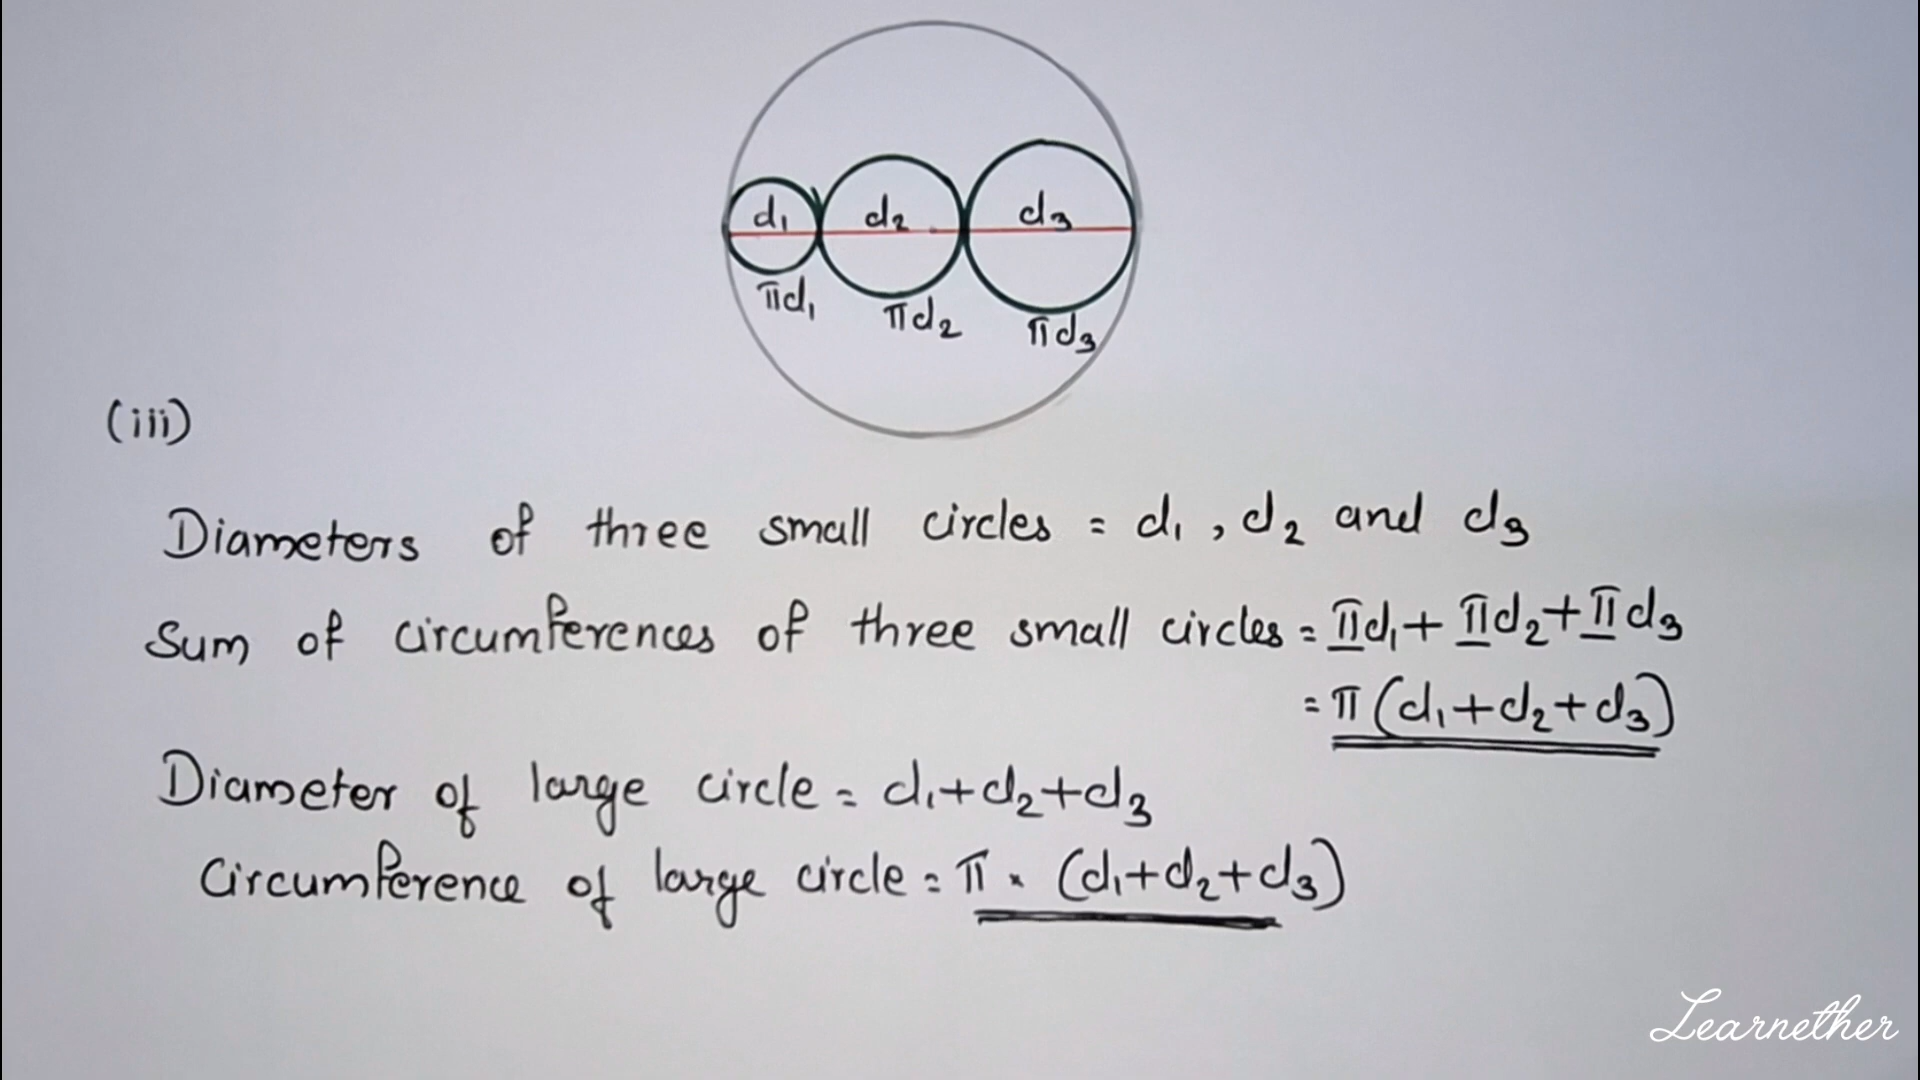 d₁ d₂ d₃
πd₁ πd₂ πd₃
(iii)
Diameters of three small circles = d₁, d₂ and d₃
Sum of circumferences of three small circles = πd₁ + πd₂ + πd₃
= π(d₁+d₂+d₃)
Diameter of large circle = d₁+d₂+d₃
Circumference of large circle = π × (d₁+d₂+d₃)
Learnether